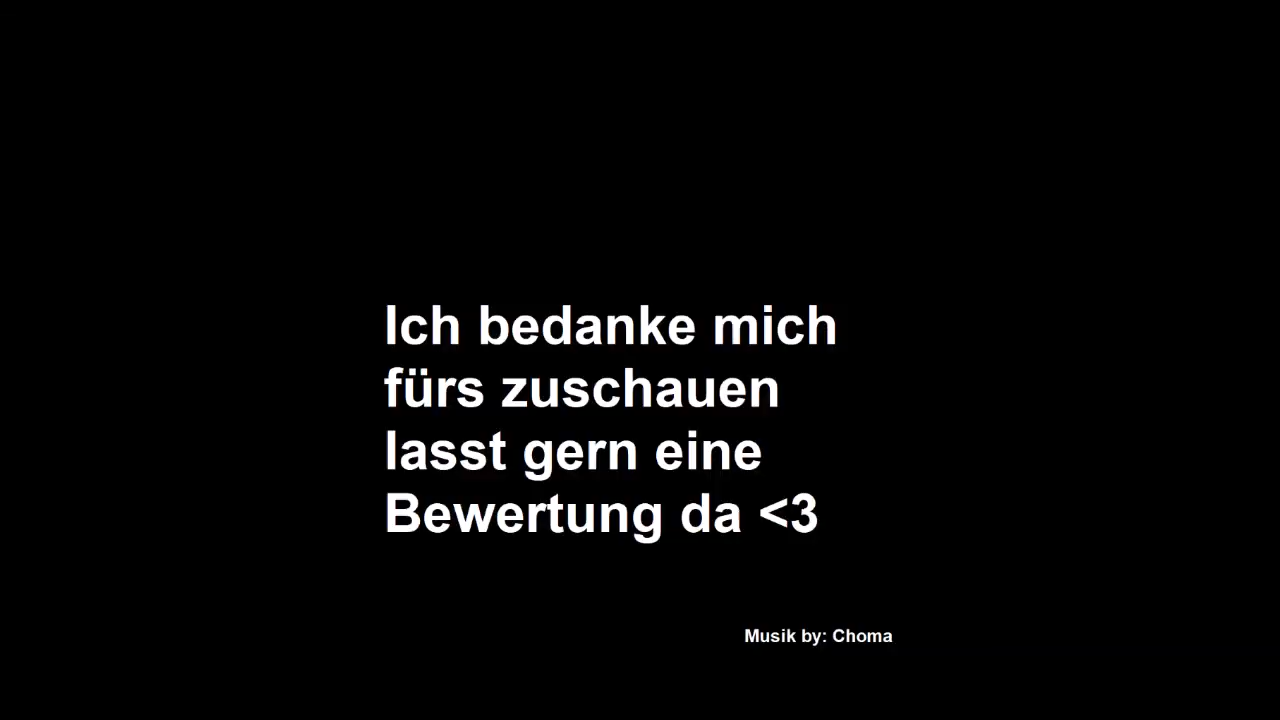 Ich bedanke mich
fürs zuschauen
lasst gern eine
Bewertung da <3
Musik by: Choma